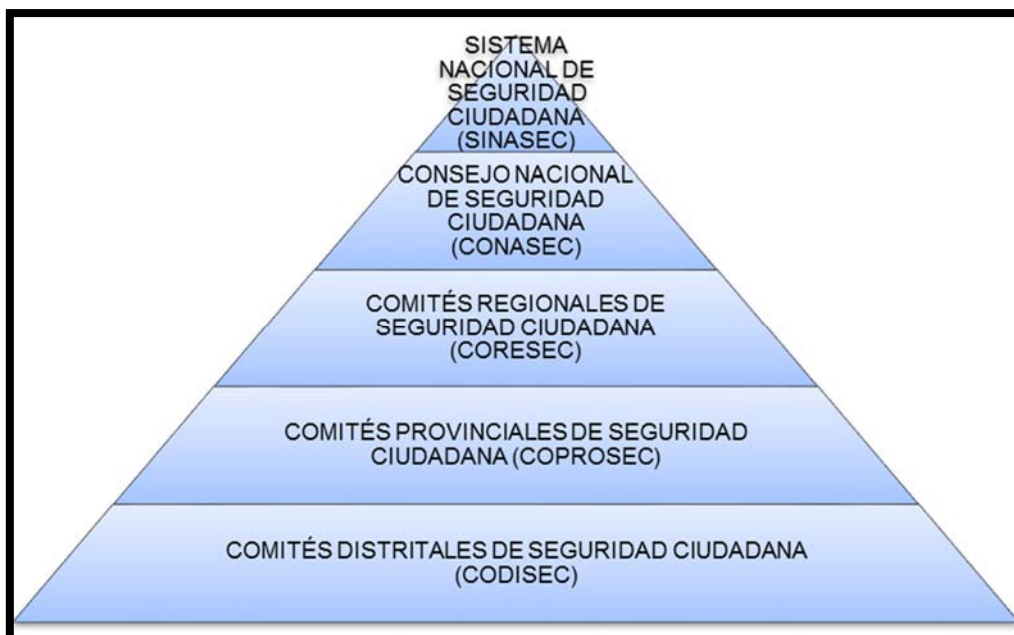 SISTEMA
NACIONAL DE
SEGURIDAD
CIUDADANA
(SINASEC)
CONSEJO NACIONAL
DE SEGURIDAD
CIUDADANA
(CONASEC)
COMITÉS REGIONALES DE
SEGURIDAD CIUDADANA
(CORESEC)
COMITÉS PROVINCIALES DE SEGURIDAD
CIUDADANA (COPROSEC)
COMITÉS DISTRITALES DE SEGURIDAD CIUDADANA
(CODISEC)